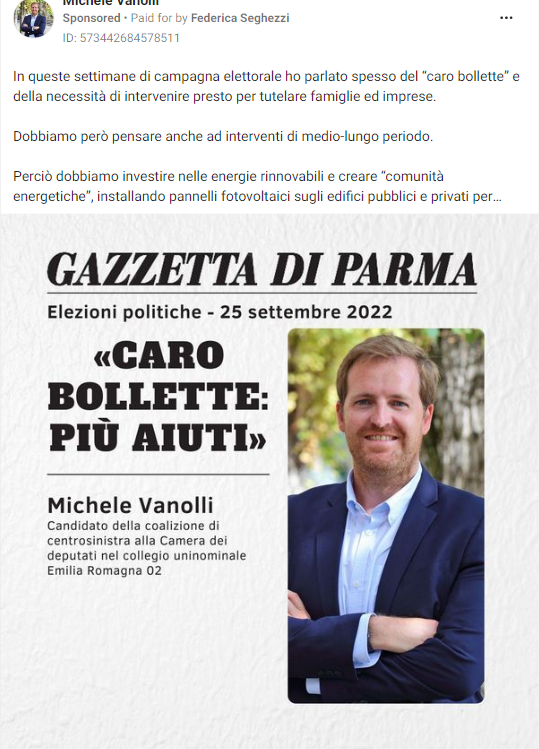 Michele Vanolli
Sponsored • Paid for by Federica Seghezzi
ID: 573442684578511
In queste settimane di campagna elettorale ho parlato spesso del “caro bollette” e
della necessità di intervenire presto per tutelare famiglie ed imprese.
Dobbiamo però pensare anche ad interventi di medio-lungo periodo.
Perciò dobbiamo investire nelle energie rinnovabili e creare “comunità
energetiche”, installando pannelli fotovoltaici sugli edifici pubblici e privati per...
GAZZETTA DI PARMA
Elezioni politiche - 25 settembre 2022
«CARO
BOLLETTE:
PIÙ AIUTI»
Michele Vanolli
Candidato della coalizione di
centrosinistra alla Camera dei
deputati nel collegio uninominale
Emilia Romagna 02